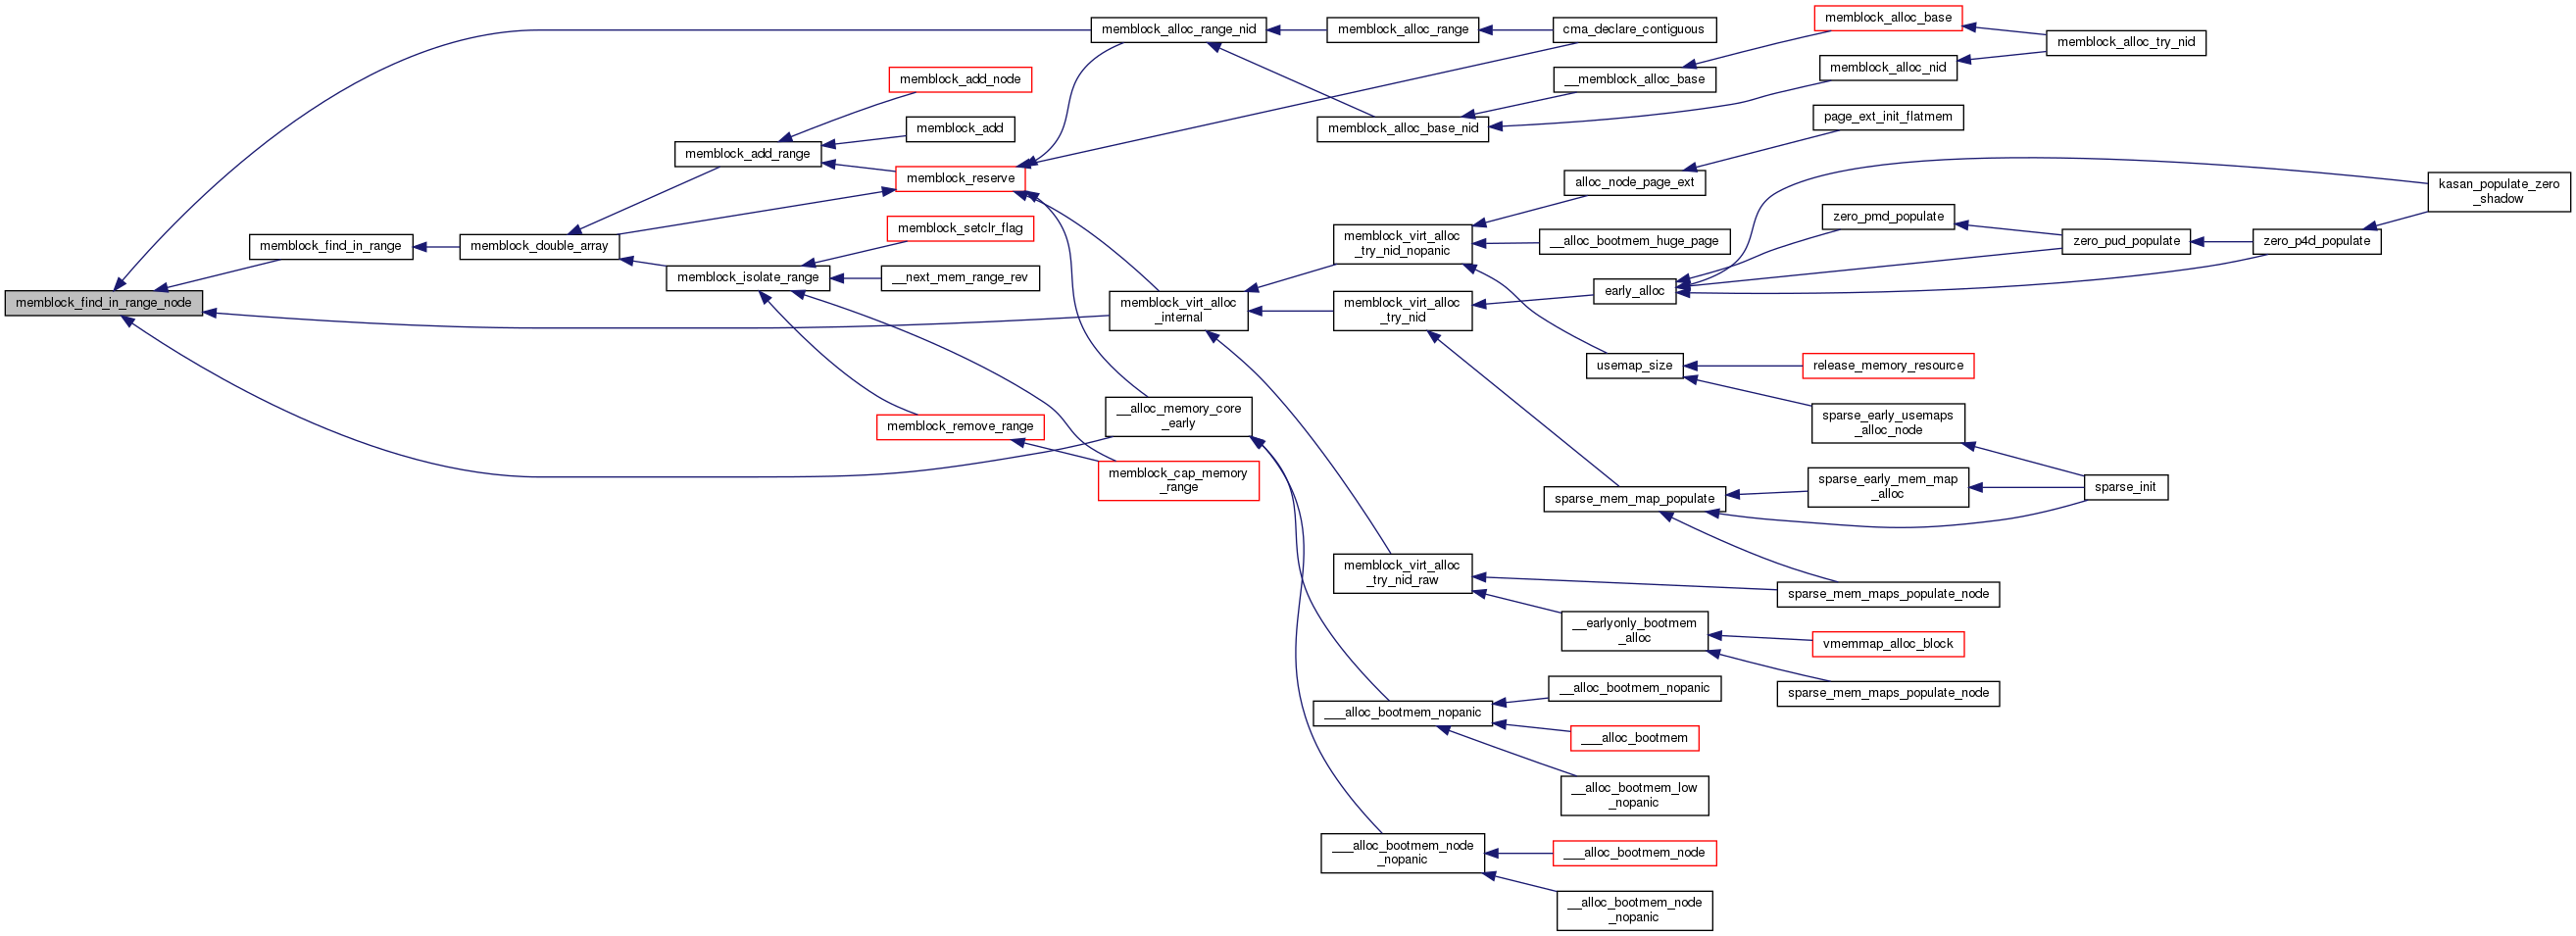 memblock_find_in_range_node
memblock_find_in_range
memblock_double_array
memblock_add_range
memblock_isolate_range
memblock_add_node
memblock_add
memblock_reserve
memblock_setclr_flag
__next_mem_range_rev
memblock_remove_range
memblock_alloc_range_nid
memblock_virt_alloc
_internal
__alloc_memory_core
_early
memblock_cap_memory
_range
memblock_alloc_range
memblock_alloc_base_nid
memblock_virt_alloc
_try_nid_nopanic
memblock_virt_alloc
_try_nid
memblock_virt_alloc
_try_nid_raw
___alloc_bootmem_nopanic
___alloc_bootmem_node
_nopanic
cma_declare_contiguous
__memblock_alloc_base
alloc_node_page_ext
__alloc_bootmem_huge_page
early_alloc
usemap_size
sparse_mem_map_populate
__earlyonly_bootmem
_alloc
__alloc_bootmem_nopanic
___alloc_bootmem
__alloc_bootmem_low
_nopanic
___alloc_bootmem_node
__alloc_bootmem_node
_nopanic
memblock_alloc_base
memblock_alloc_nid
page_ext_init_flatmem
zero_pmd_populate
release_memory_resource
sparse_early_usemaps
_alloc_node
sparse_early_mem_map
_alloc
sparse_mem_maps_populate_node
vmemmap_alloc_block
sparse_mem_maps_populate_node
memblock_alloc_try_nid
zero_pud_populate
sparse_init
zero_p4d_populate
kasan_populate_zero
_shadow